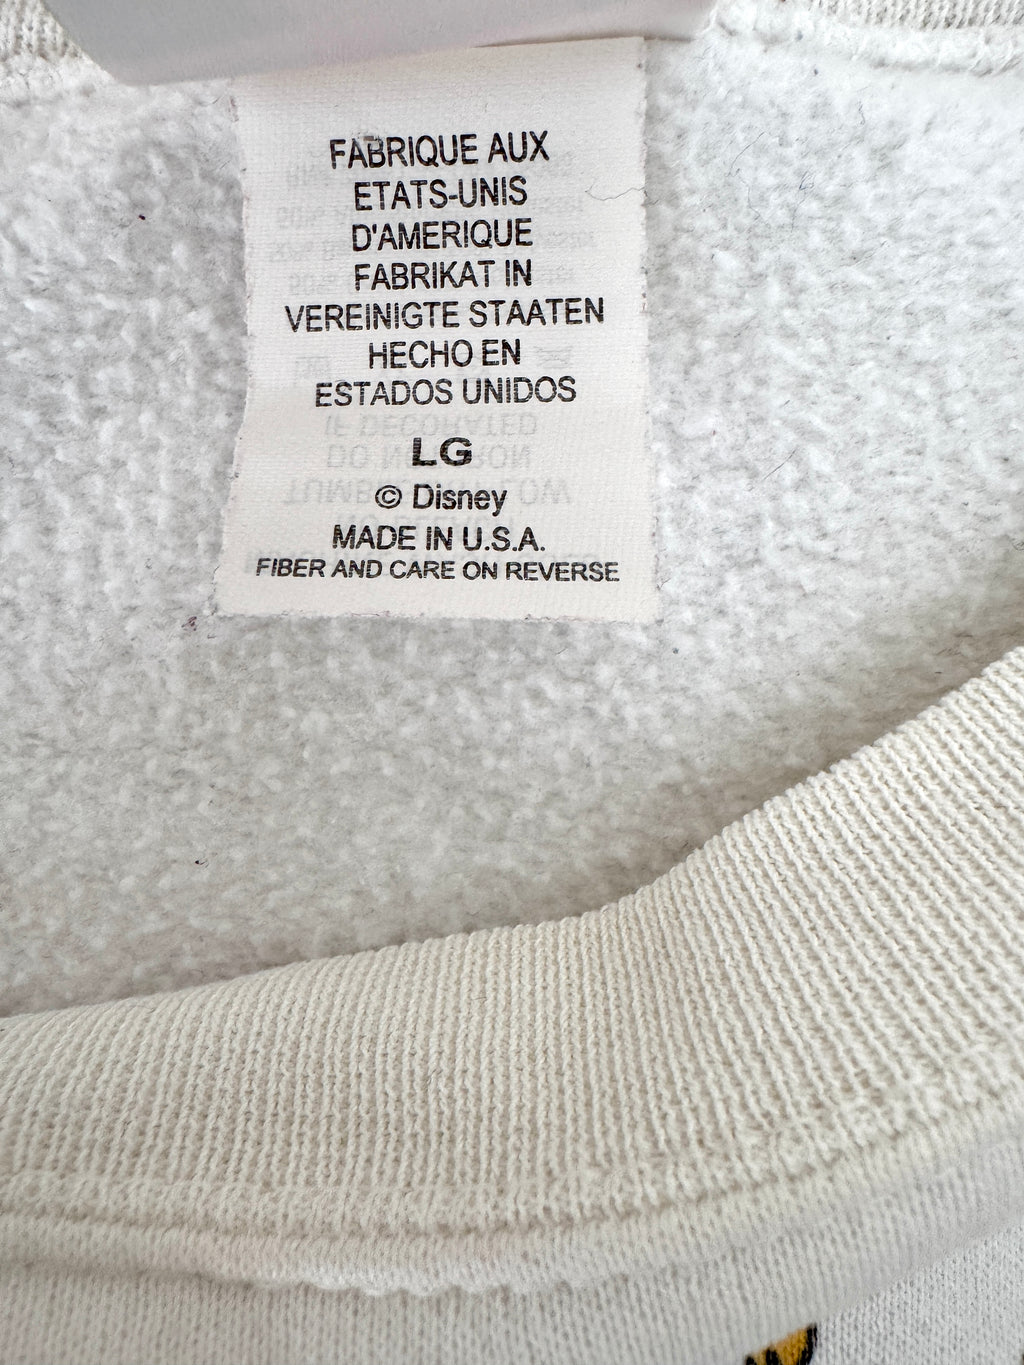 FABRIQUE AUX
ETATS-UNIS
D'AMERIQUE
FABRIKAT IN
VEREINIGTE STAATEN
HECHO EN
ESTADOS UNIDOS
LG
© Disney
MADE IN U.S.A.
FIBER AND CARE ON REVERSE